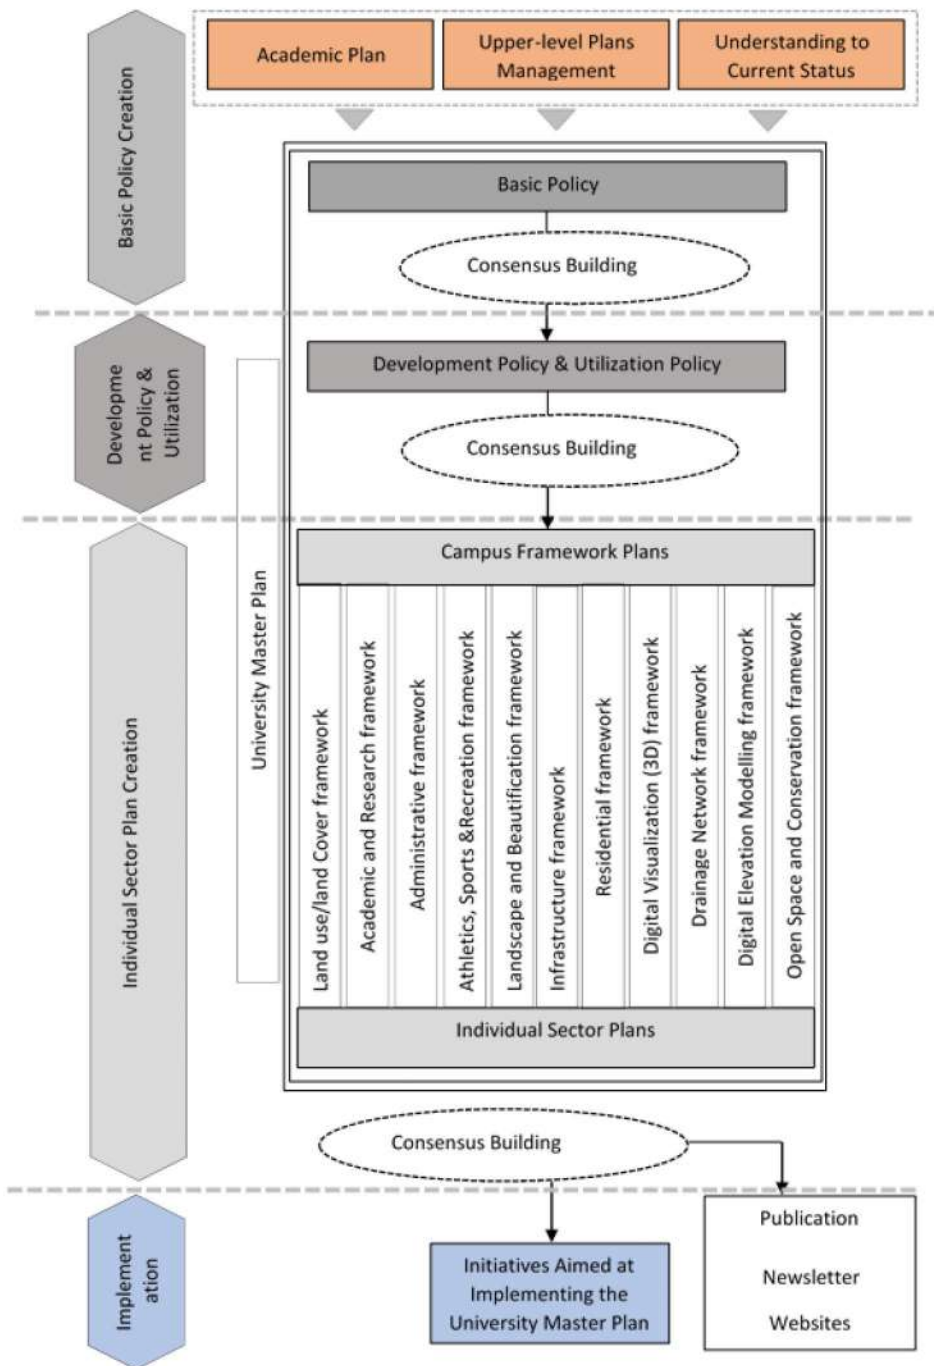 Academic Plan
Upper-level Plans
Management
Understanding to
Current Status
Basic Policy Creation
Basic Policy
Consensus Building
Developme
nt Policy &
Utilization
Development Policy & Utilization Policy
Consensus Building
University Master Plan
Individual Sector Plan Creation
Campus Framework Plans
Land use/land Cover framework
Academic and Research framework
Administrative framework
Athletics, Sports &Recreation framework
Landscape and Beautification framework
Infrastructure framework
Residential framework
Digital Visualization (3D) framework
Drainage Network framework
Digital Elevation Modelling framework
Open Space and Conservation framework
Individual Sector Plans
Consensus Building
Implement
ation
Initiatives Aimed at
Implementing the
University Master Plan
Publication
Newsletter
Websites